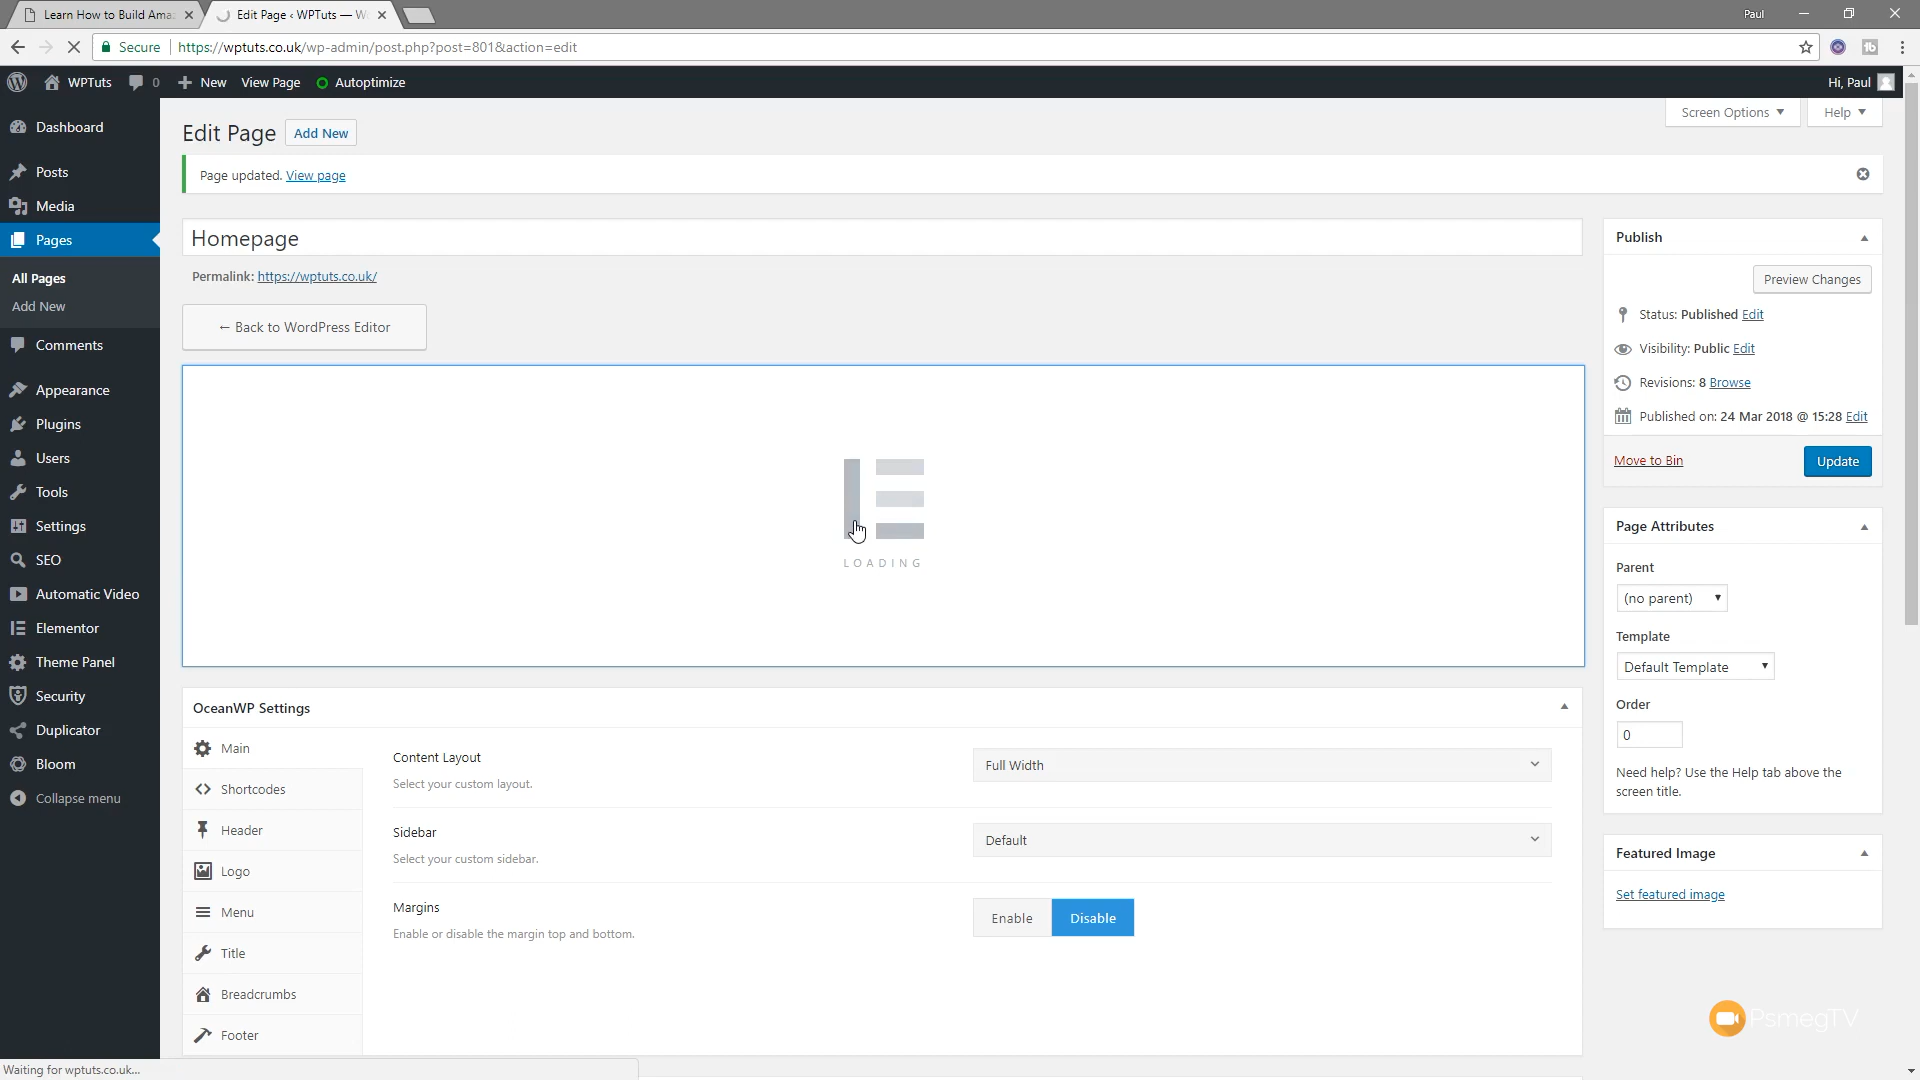 Learn How to Build Ama
Edit Page ‹ WPTuts — W
Paul
Secure
https://wptuts.co.uk/wp-admin/post.php?post=801&action=edit
WPTuts
0
New
View Page
Autoptimize
Hi, Paul
Screen Options
Help
Dashboard
Posts
Media
Pages
All Pages
Add New
Comments
Appearance
Plugins
Users
Tools
Settings
SEO
Automatic Video
Elementor
Theme Panel
Security
Duplicator
Bloom
Collapse menu
Edit Page
Add New
Page updated. View page
Homepage
Permalink: https://wptuts.co.uk/
← Back to WordPress Editor
LOADING
OceanWP Settings
Main
Shortcodes
Header
Logo
Menu
Title
Breadcrumbs
Footer
Content Layout
Select your custom layout.
Full Width
Sidebar
Select your custom sidebar.
Default
Margins
Enable or disable the margin top and bottom.
Enable
Disable
Publish
Preview Changes
Status: Published Edit
Visibility: Public Edit
Revisions: 8 Browse
Published on: 24 Mar 2018 @ 15:28 Edit
Move to Bin
Update
Page Attributes
Parent
(no parent)
Template
Default Template
Order
0
Need help? Use the Help tab above the
screen title.
Featured Image
Set featured image
PsmegTV
Waiting for wptuts.co.uk...